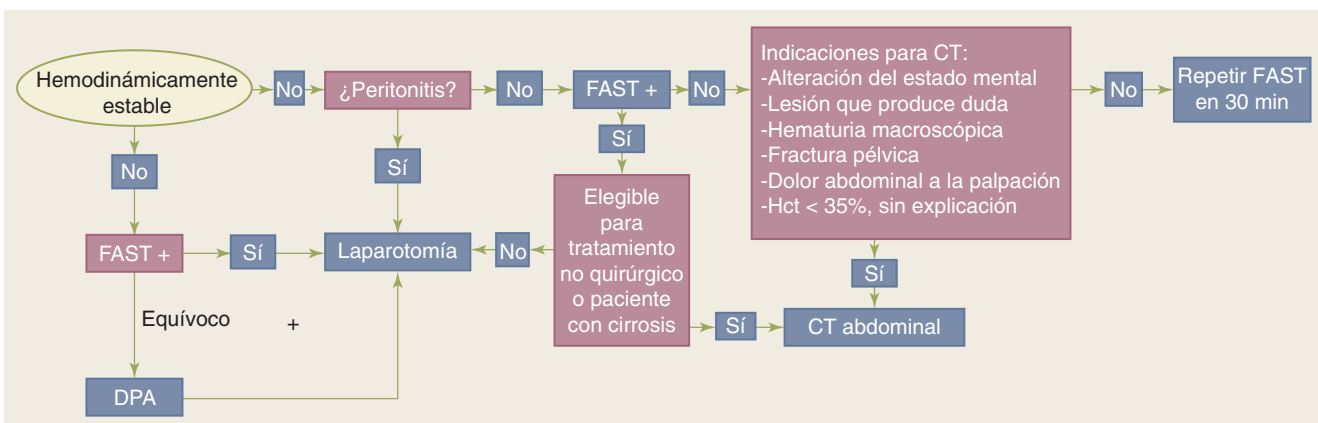 Hemodinámicamente
estable
No
¿Peritonitis?
No
FAST +
No
Indicaciones para CT:
-Alteración del estado mental
-Lesión que produce duda
-Hematuria macroscópica
-Fractura pélvica
-Dolor abdominal a la palpación
-Hct < 35%, sin explicación
No
Repetir FAST
en 30 min
No
Sí
Sí
FAST +
Sí
Laparotomía
No
Elegible
para
tratamiento
no quirúrgico
o paciente
con cirrosis
Sí
Sí
CT abdominal
Equívoco
+
DPA